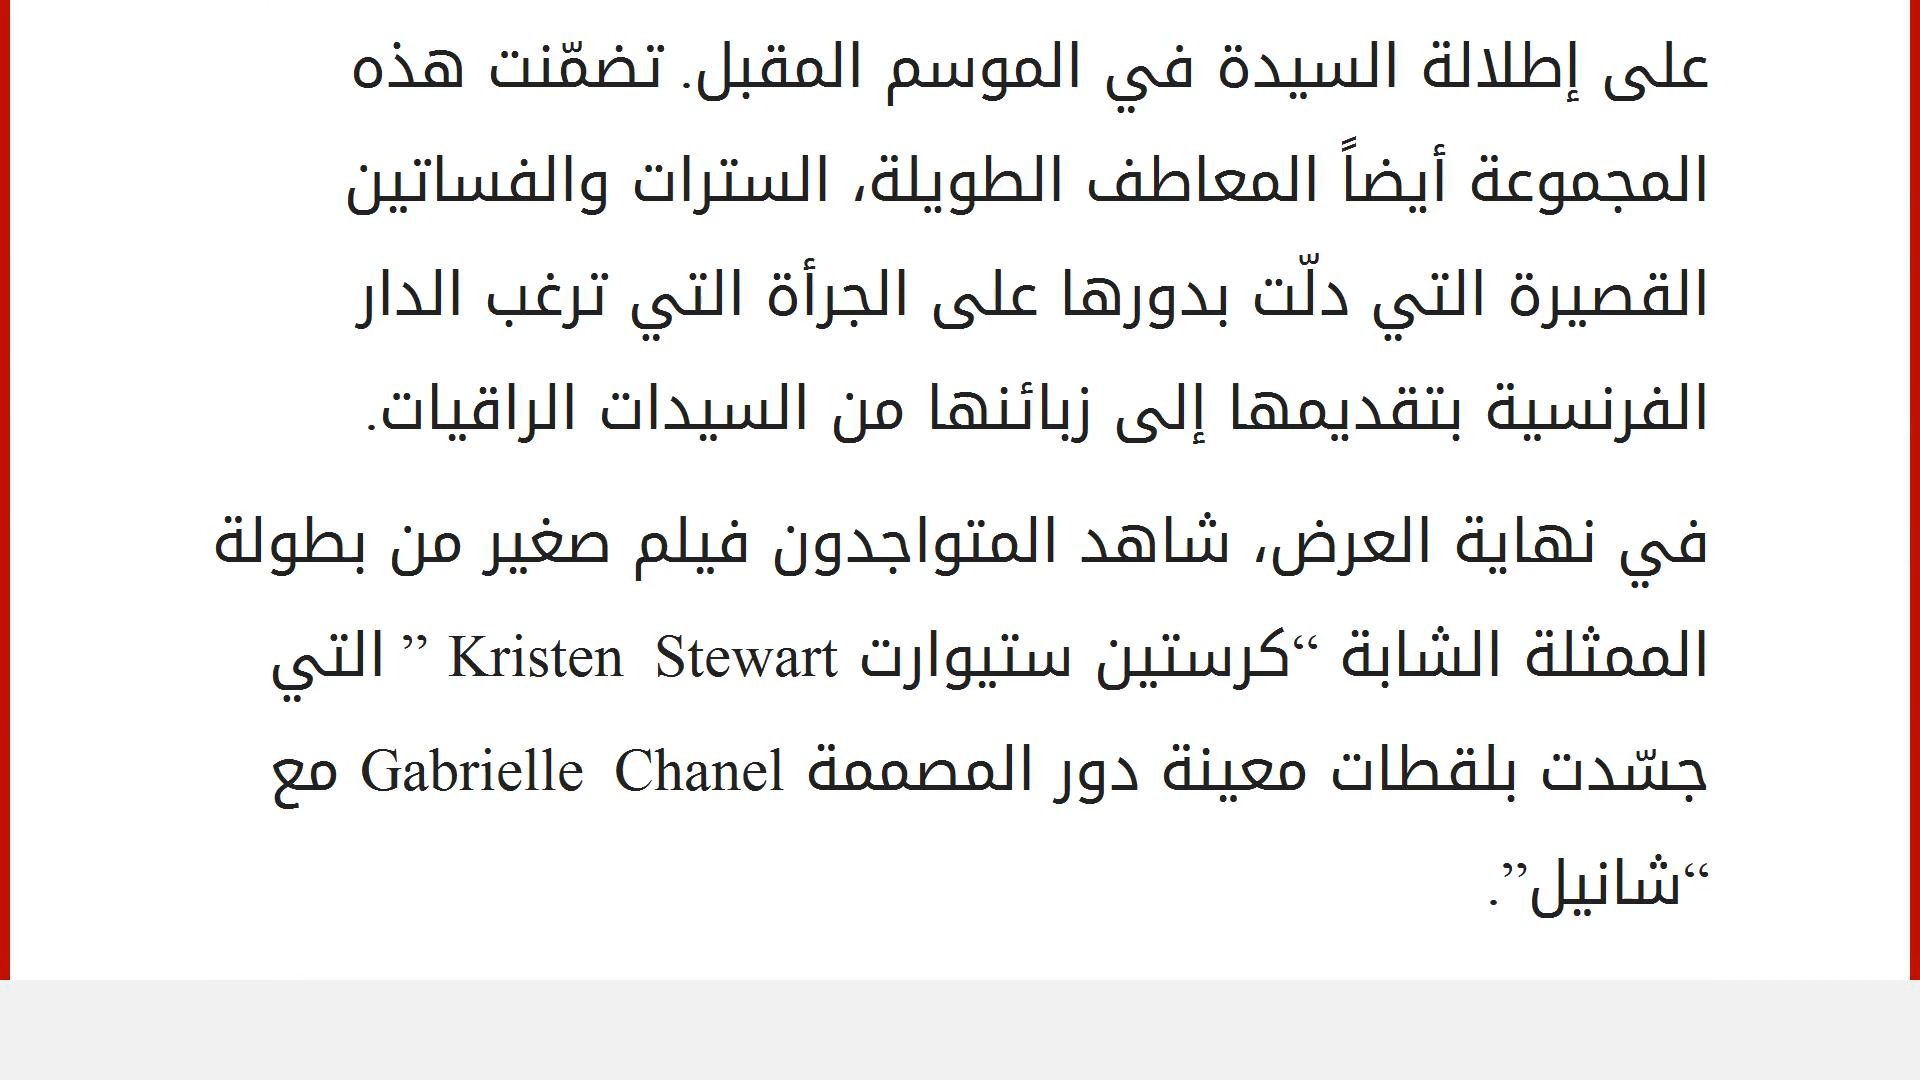 على إطلالة السيدة في الموسم المقبل. تضمّنت هذه
المجموعة أيضاً المعاطف الطويلة، السترات والفساتين
القصيرة التي دلّت بدورها على الجرأة التي ترغب الدار
الفرنسية بتقديمها إلى زبائنها من السيدات الراقيات.
في نهاية العرض، شاهد المتواجدون فيلم صغير من بطولة
الممثلة الشابة “كرستين ستيوارت Kristen Stewart ” التي
جسّدت بلقطات معينة دور المصممة Gabrielle Chanel مع
“شانيل”.